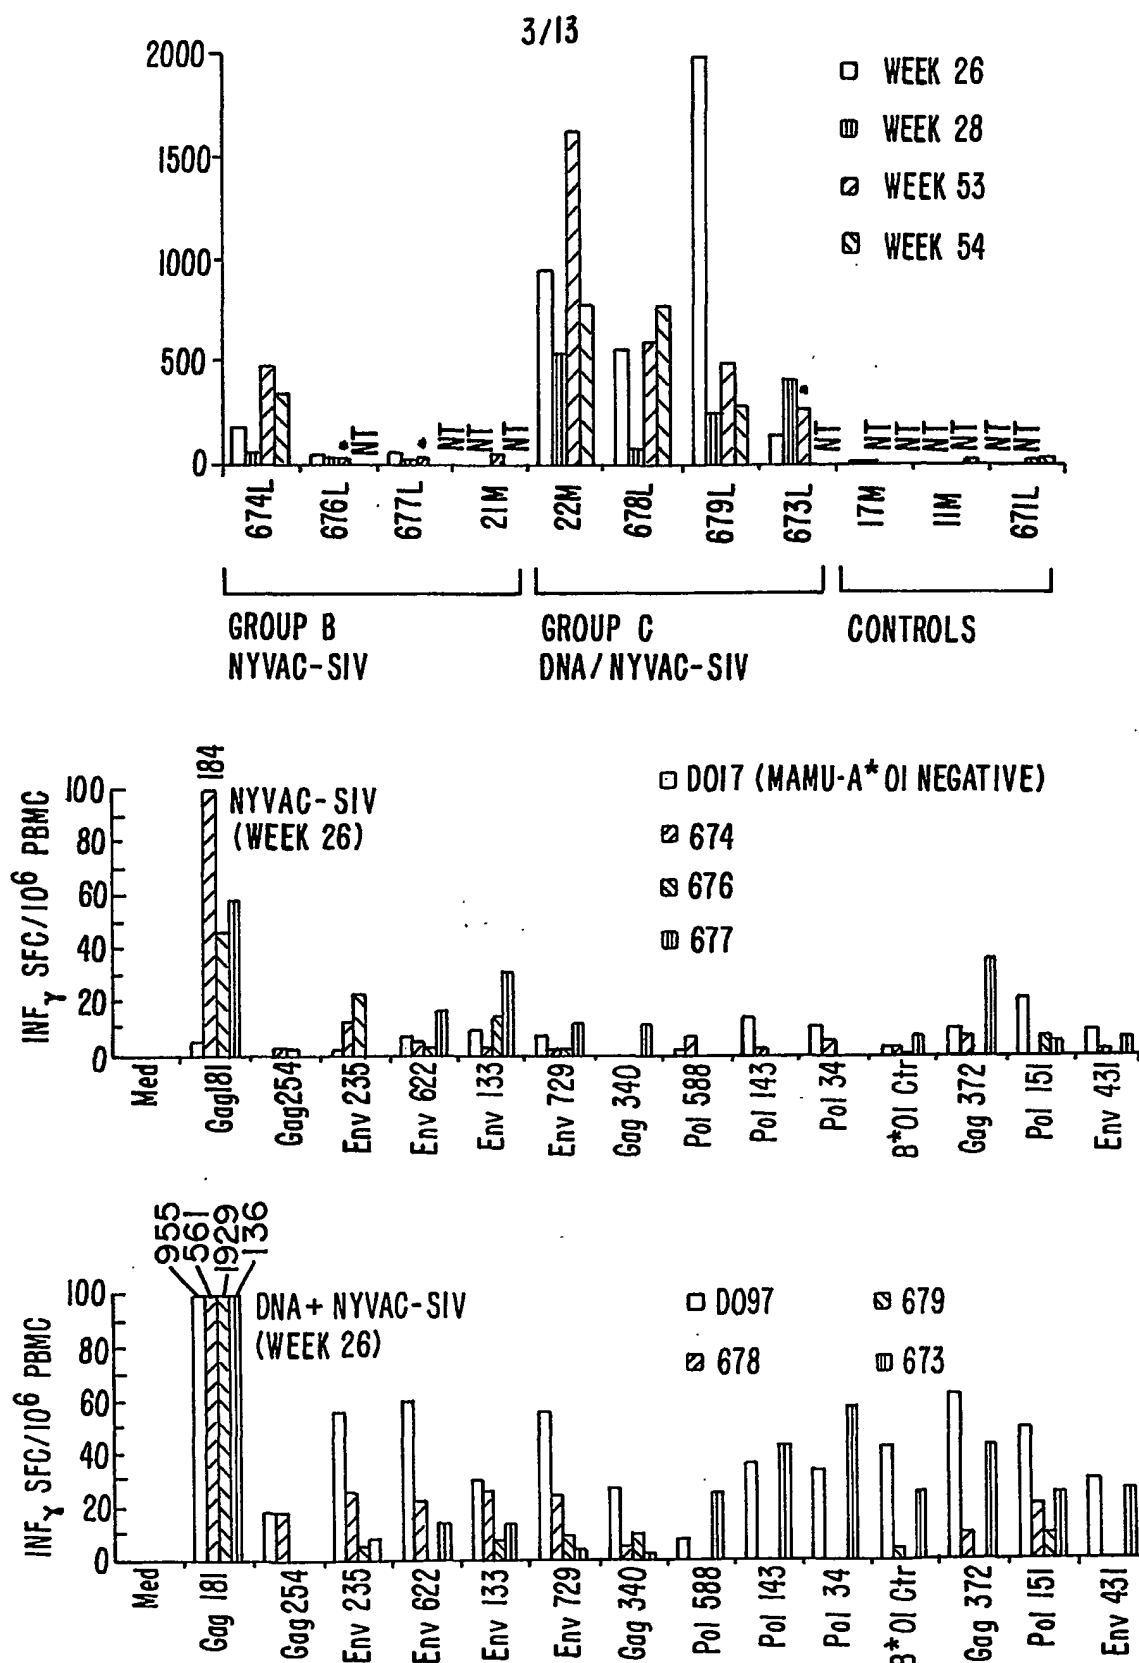 3/13
2000
1500
1000
500
0
WEEK 26
WEEK 28
WEEK 53
WEEK 54
* NT
*
NT NT NT
* NT
NT NT NT NT NT NT
674L 676L 677L 21M 22M 678L 679L 673L 17M 11M 671L
GROUP B
NYVAC-SIV
GROUP C
DNA/NYVAC-SIV
CONTROLS
INFγ SFC/10⁶ PBMC
100
80
60
40
20
0
184
NYVAC-SIV
(WEEK 26)
DO17 (MAMU-A*01 NEGATIVE)
674
676
677
Med Gag181 Gag254 Env 235 Env 622 Env 133 Env 729 Gag 340 Pol 588 Pol 143 Pol 34 B*01 Ctr Gag 372 Pol 151 Env 431
INFγ SFC/10⁶ PBMC
100
80
60
40
20
0
955 561 1929 136
DNA+ NYVAC-SIV
(WEEK 26)
DO97
678
679
673
Med Gag 181 Gag254 Env 235 Env 622 Env 133 Env 729 Gag 340 Pol 588 Pol 143 Pol 34 B*01 Ctr Gag 372 Pol 151 Env 431